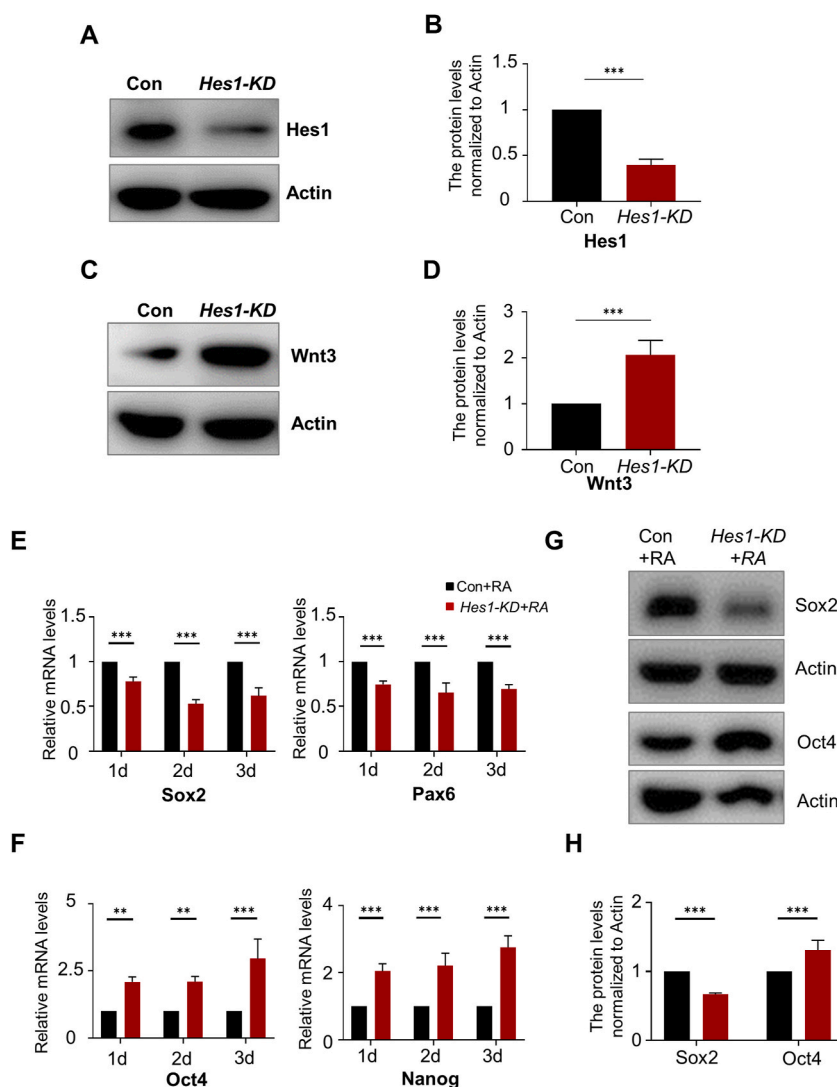 A
Con Hes1-KD
Hes1
Actin
B
The protein levels
normalized to Actin
1.5
1
0.5
0
***
Con Hes1-KD
Hes1
C
Con Hes1-KD
Wnt3
Actin
D
The protein levels
normalized to Actin
3
2
1
0
***
Con Hes1-KD
Wnt3
E
Con+RA
Hes1-KD+RA
Relative mRNA levels
1.5
1
0.5
0
*** *** ***
1d 2d 3d
Sox2
Relative mRNA levels
1.5
1
0.5
0
*** *** ***
1d 2d 3d
Pax6
F
Relative mRNA levels
5
2.5
0
** ** ***
1d 2d 3d
Oct4
Relative mRNA levels
4
2
0
*** *** ***
1d 2d 3d
Nanog
G
Con Hes1-KD
+RA +RA
Sox2
Actin
Oct4
Actin
H
The protein levels
normalized to Actin
2
1
0
*** ***
Sox2 Oct4